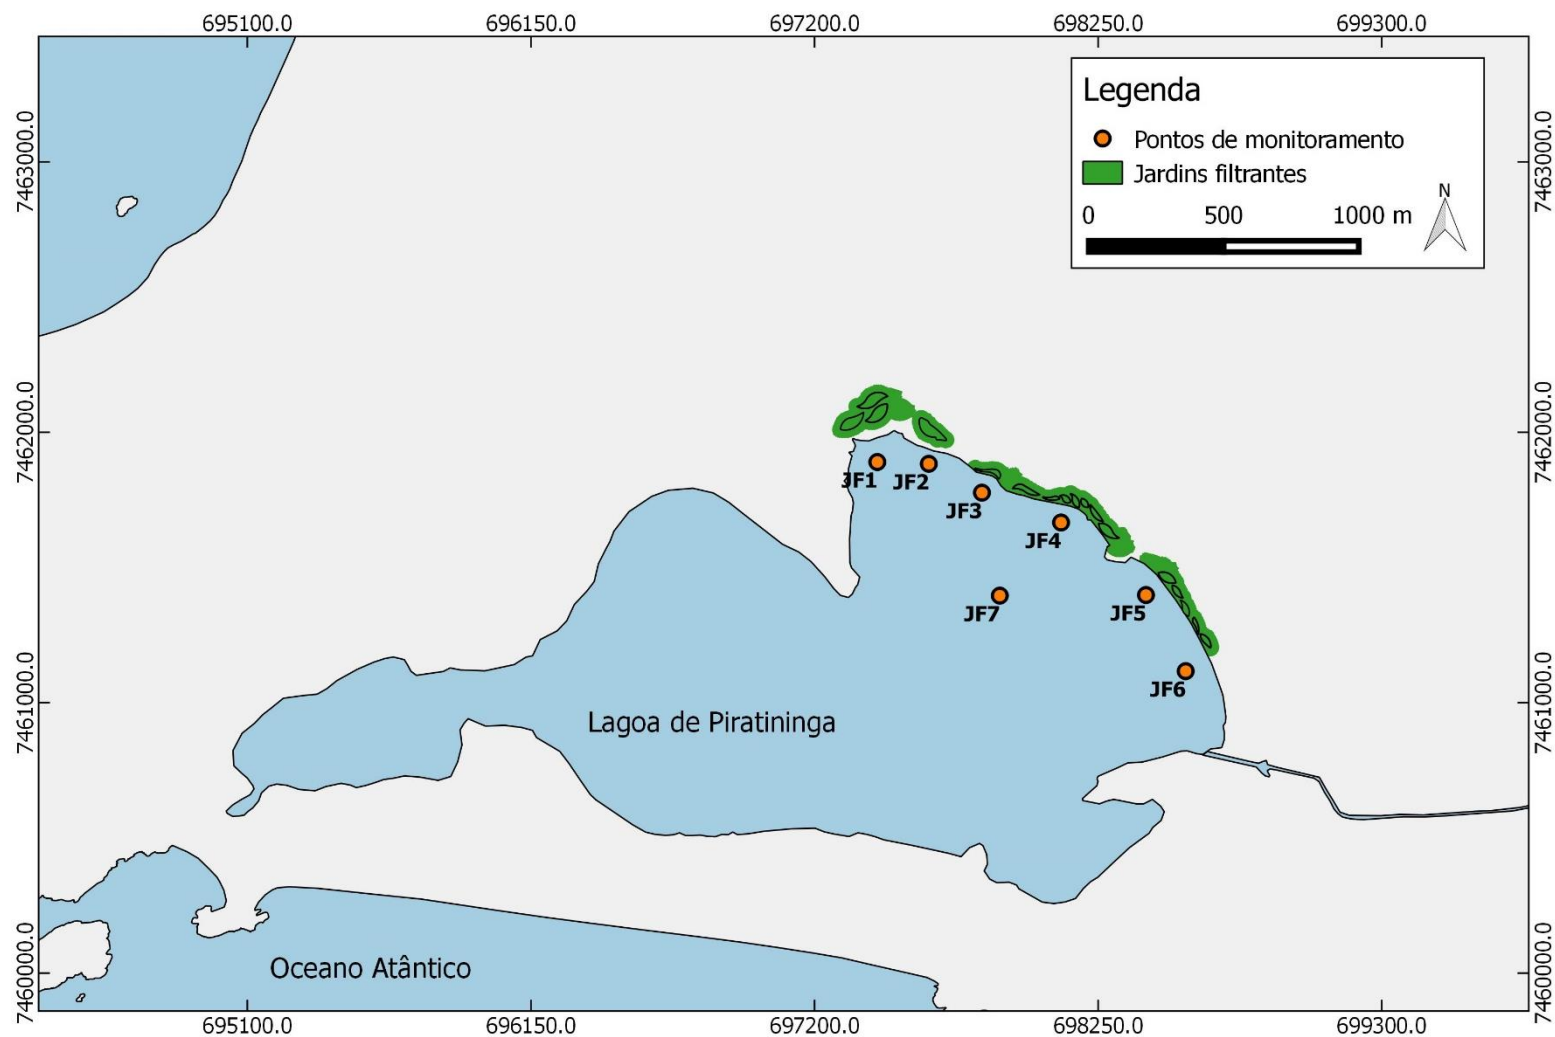 695100.0 696150.0 697200.0 698250.0 699300.0
Legenda
Pontos de monitoramento
Jardins filtrantes
0 500 1000 m
N
7463000.0 7463000.0
7462000.0 7462000.0
JF1 JF2
JF3
JF4
JF7 JF5
JF6
7461000.0 7461000.0
Lagoa de Piratininga
Oceano Atântico
7460000.0 7460000.0
695100.0 696150.0 697200.0 698250.0 699300.0